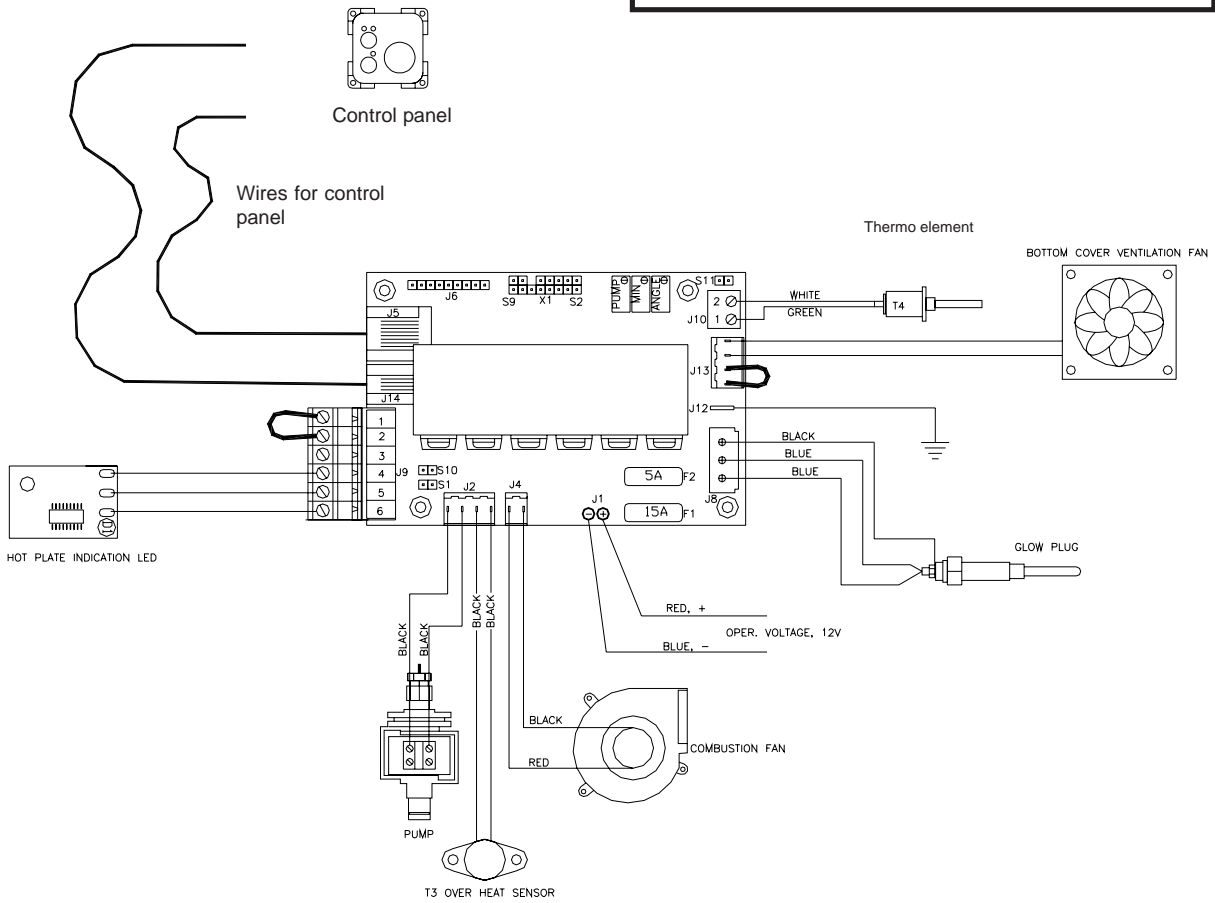 Control panel
Wires for control
panel
Thermo element
BOTTOM COVER VENTILATION FAN
J6
S9 X1 S2
PUMP
MIN
ANGLE
S11
2
J10 1
WHITE
GREEN
T4
J5
J14
J13
J12
1
2
3
4
5
6
J9
S10
S1
J2
J4
J1
5A F2
15A F1
J8
BLACK
BLUE
BLUE
GLOW PLUG
HOT PLATE INDICATION LED
RED, +
OPER. VOLTAGE, 12V
BLUE, -
BLACK
BLACK
BLACK
BLACK
BLACK
RED
COMBUSTION FAN
PUMP
T3 OVER HEAT SENSOR